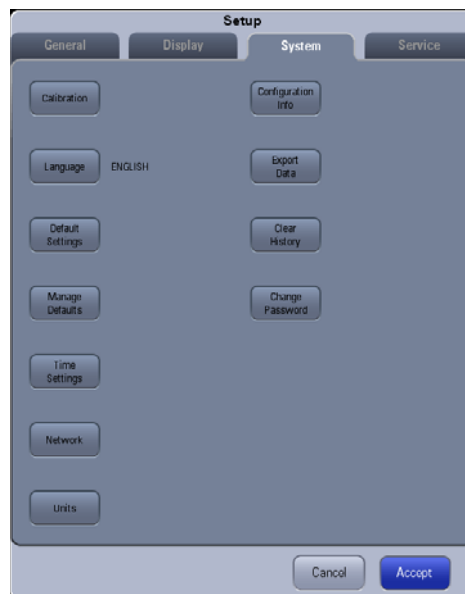 Setup
General
Display
System
Service
Calibration
Configuration
Info
Language
ENGLISH
Export
Data
Default
Settings
Clear
History
Manage
Defaults
Change
Password
Time
Settings
Network
Units
Cancel
Accept